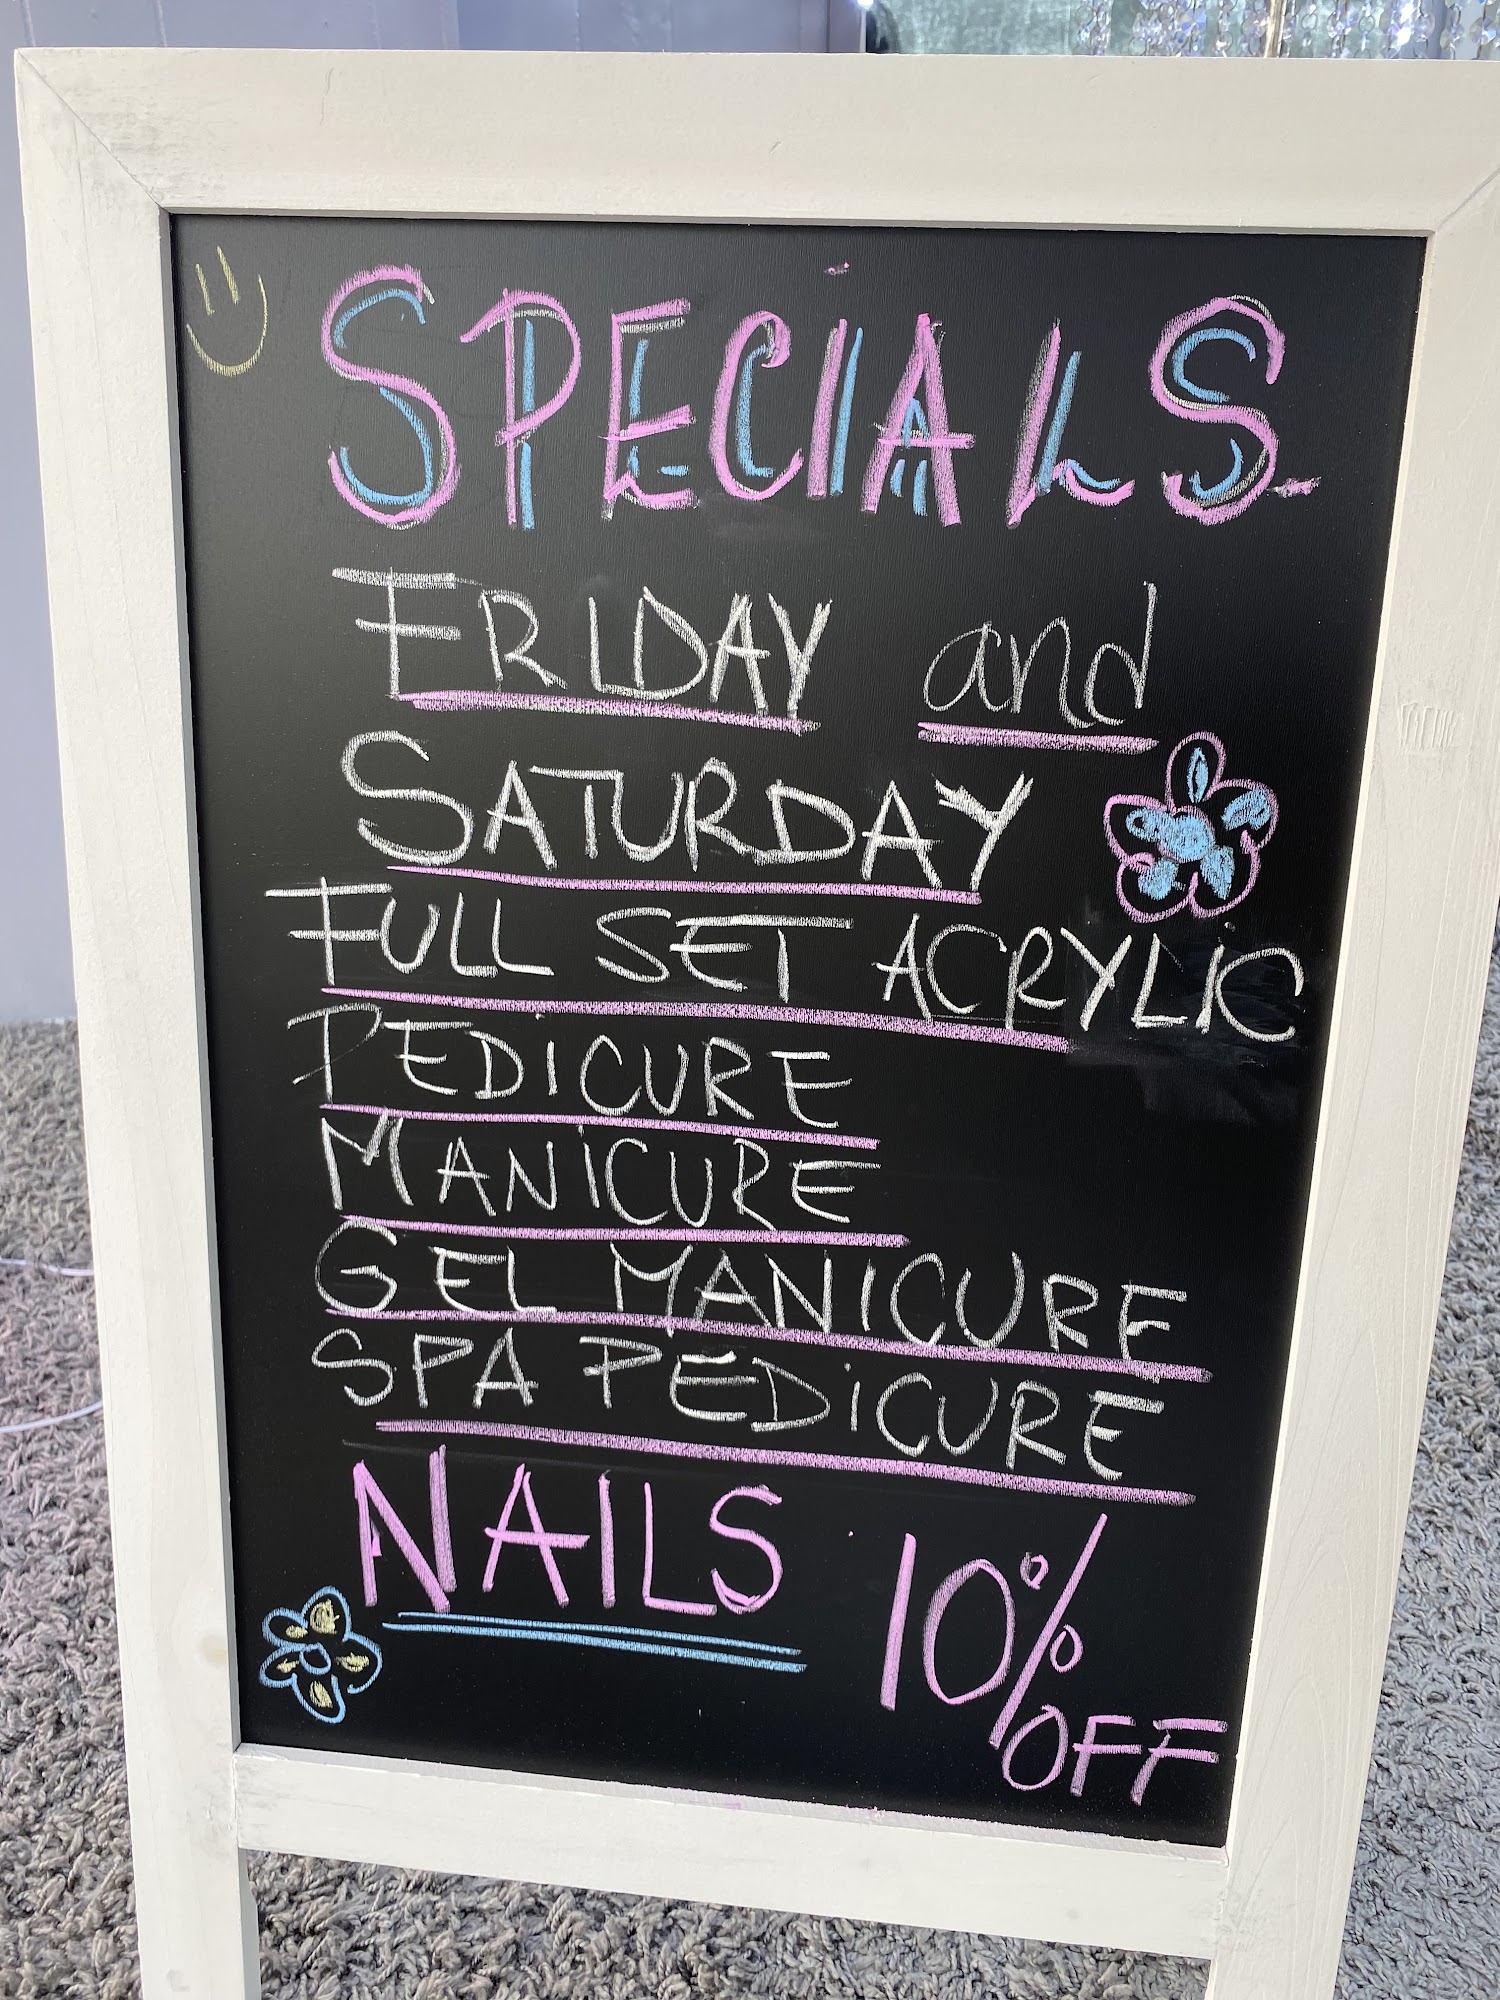 SPECIALS
FRIDAY and
SATURDAY
FULL SET ACRYLIC
PEDICURE
MANICURE
GEL MANICURE
SPA PEDICURE
NAILS 10%
OFF